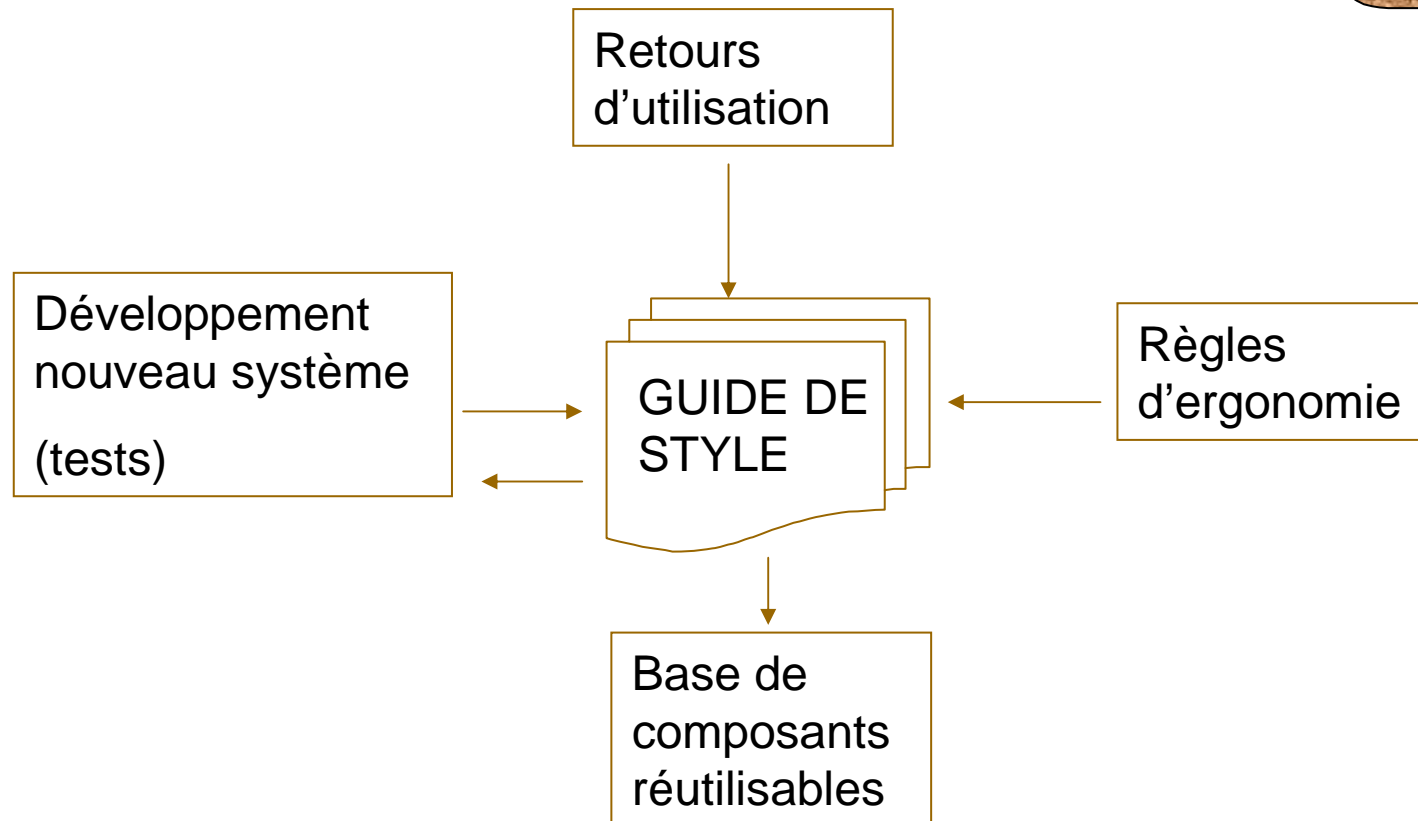 Retours
d’utilisation
Développement
nouveau système
(tests)
GUIDE DE
STYLE
Règles
d’ergonomie
Base de
composants
réutilisables